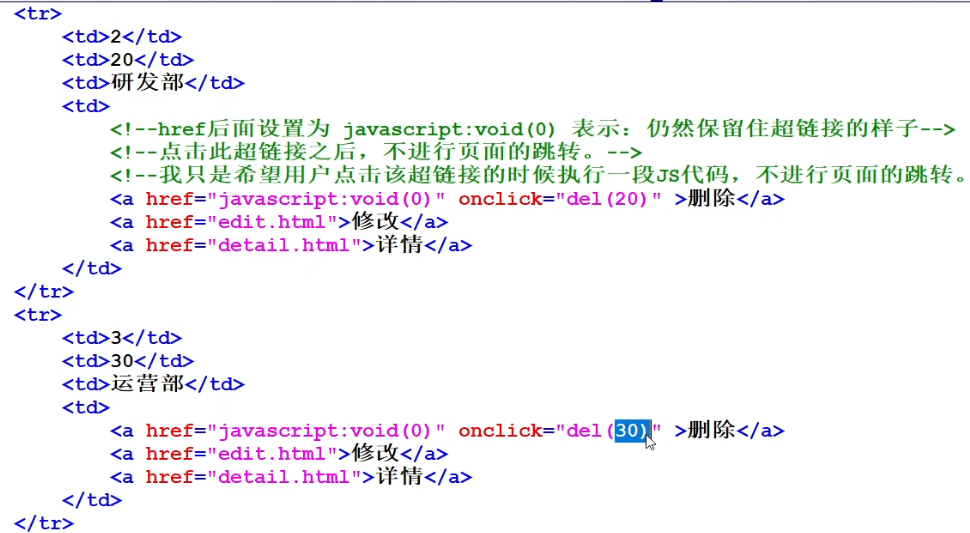 <tr>
<td>2</td>
<td>20</td>
<td>研发部</td>
<td>
<!--href后面设置为 javascript:void(0) 表示：仍然保留住超链接的样子-->
<!--点击此超链接之后，不进行页面的跳转。-->
<!--我只是希望用户点击该超链接的时候执行一段JS代码，不进行页面的跳转。
<a href="javascript:void(0)" onclick="del(20)" >删除</a>
<a href="edit.html">修改</a>
<a href="detail.html">详情</a>
</td>
</tr>
<tr>
<td>3</td>
<td>30</td>
<td>运营部</td>
<td>
<a href="javascript:void(0)" onclick="del(30)" >删除</a>
<a href="edit.html">修改</a>
<a href="detail.html">详情</a>
</td>
</tr>